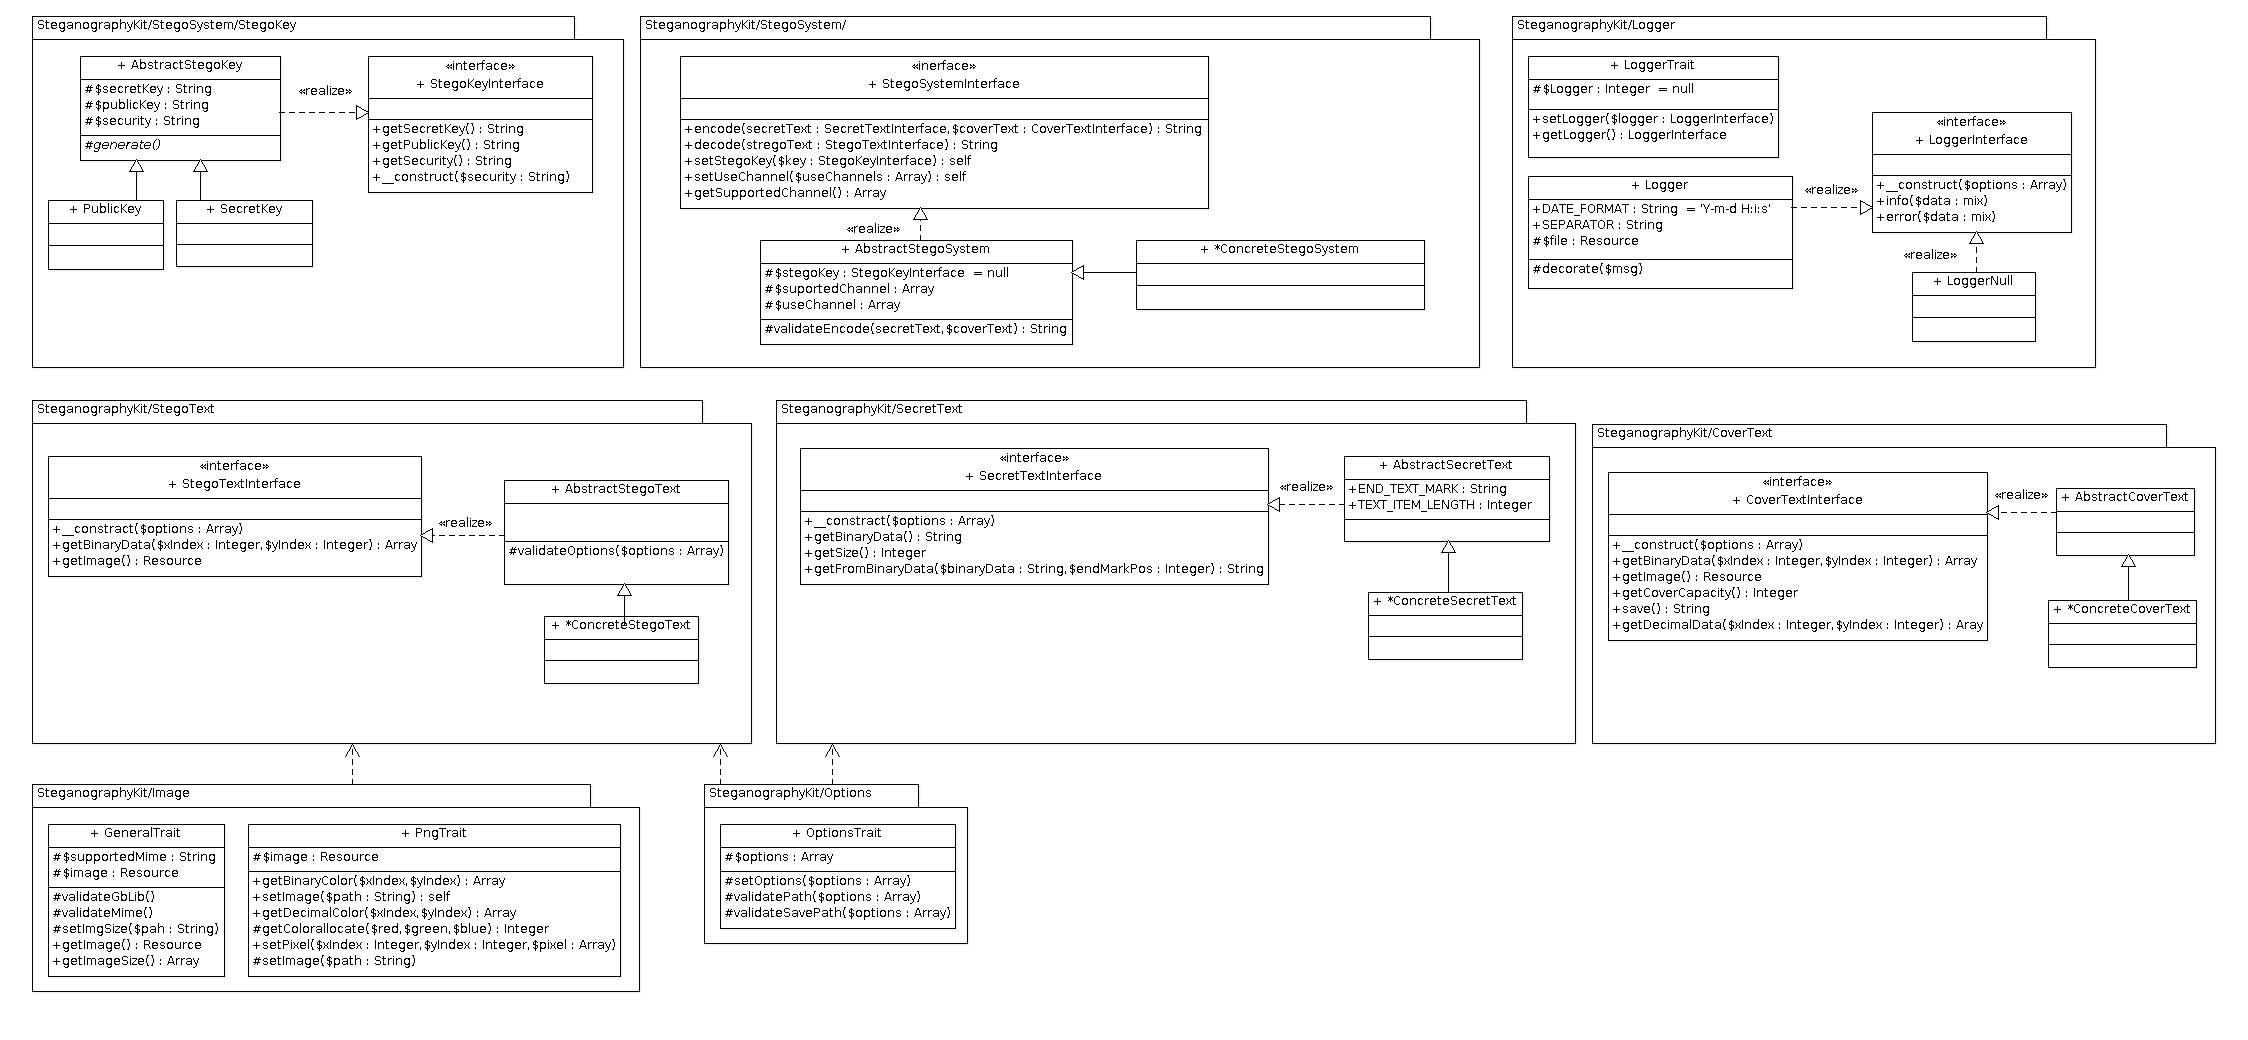 SteganographyKit/StegoSystem/StegoKey
+ AbstractStegoKey
#$secretKey : String
#$publicKey : String
#$security : String
#generate()
«realize»
«interface»
+ StegoKeyInterface
+getSecretKey() : String
+getPublicKey() : String
+getSecurity() : String
+__construct($security : String)
+ PublicKey
+ SecretKey
SteganographyKit/StegoSystem/
«inerface»
+ StegoSystemInterface
+encode(secretText : SecretTextInterface,$coverText : CoverTextInterface) : String
+decode(stregoText : StegoTextInterface) : String
+setStegoKey($key : StegoKeyInterface) : self
+setUseChannel($useChannels : Array) : self
+getSupportedChannel() : Array
«realize»
+ AbstractStegoSystem
#$stegoKey : StegoKeyInterface = null
#$suportedChannel : Array
#$useChannel : Array
#validateEncode(secretText,$coverText) : String
+ *ConcreteStegoSystem
SteganographyKit/Logger
+ LoggerTrait
#$Logger : Integer = null
+setLogger($logger : LoggerInterface)
+getLogger() : LoggerInterface
+ Logger
+DATE_FORMAT : String = 'Y-m-d H:i:s'
+SEPARATOR : String
#$file : Resource
#decorate($msg)
«realize»
«interface»
+ LoggerInterface
+__construct($options : Array)
+info($data : mix)
+error($data : mix)
«realize»
+ LoggerNull
SteganographyKit/StegoText
«interface»
+ StegoTextInterface
+__construct($options : Array)
+getBinaryData($xIndex : Integer,$yIndex : Integer) : Array
+getImage() : Resource
«realize»
+ AbstractStegoText
#validateOptions($options : Array)
+ *ConcreteStegoText
SteganographyKit/SecretText
«interface»
+ SecretTextInterface
+__construct($options : Array)
+getBinaryData() : String
+getSize() : Integer
+getFromBinaryData($binaryData : String,$endMarkPos : Integer) : String
«realize»
+ AbstractSecretText
+END_TEXT_MARK : String
+TEXT_ITEM_LENGTH : Integer
+ *ConcreteSecretText
SteganographyKit/CoverText
«interface»
+ CoverTextInterface
+__construct($options : Array)
+getBinaryData($xIndex : Integer,$yIndex : Integer) : Array
+getImage() : Resource
+getCoverCapacity() : Integer
+save() : String
+getDecimalData($xIndex : Integer,$yIndex : Integer) : Aray
«realize»
+ AbstractCoverText
+ *ConcreteCoverText
SteganographyKit/Image
+ GeneralTrait
#$supportedMime : String
#$image : Resource
#validateGbLib()
#validateMime()
#setImgSize($pah : String)
+getImage() : Resource
+getImageSize() : Array
+ PngTrait
#$image : Resource
+getBinaryColor($xIndex,$yIndex) : Array
+setImage($path : String) : self
+getDecimalColor($xIndex,$yIndex) : Array
#getColorallocate($red,$green,$blue) : Integer
+setPixel($xIndex : Integer,$yIndex : Integer,$pixel : Array)
#setImage($path : String)
SteganographyKit/Options
+ OptionsTrait
#$options : Array
#setOptions($options : Array)
#validatePath($options : Array)
#validateSavePath($options : Array)